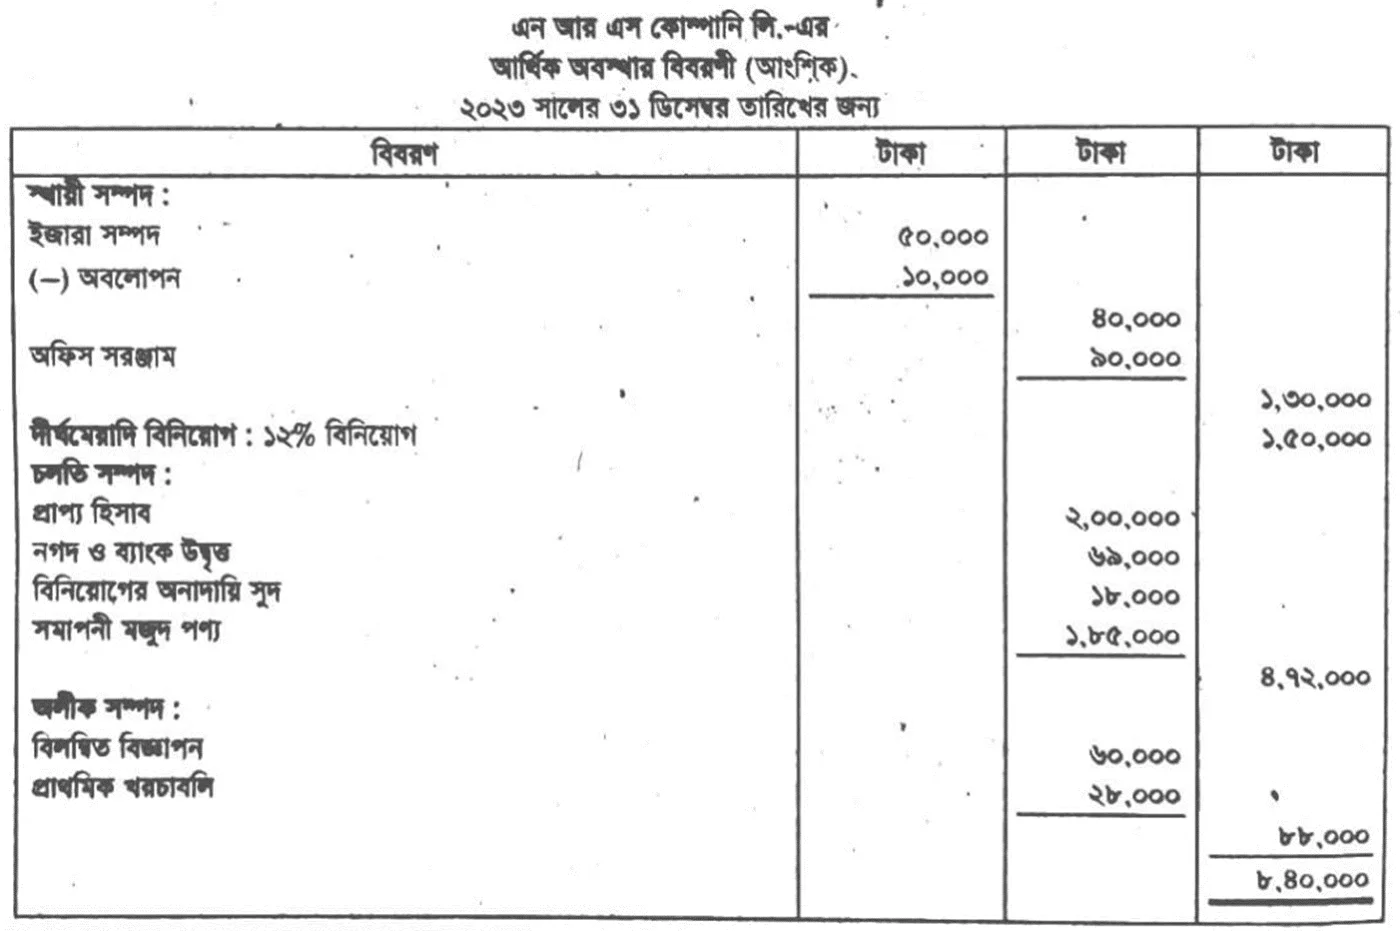 এন আর এস কোম্পানি লি.-এর
আর্থিক অবস্থার বিবরণী (আংশিক).
২০২৩ সালের ৩১ ডিসেম্বর তারিখের জন্য
বিবরণ টাকা টাকা টাকা
স্থায়ী সম্পদ :
ইজারা সম্পদ ৫০,০০০
(–) অবলোপন ১০,০০০
৪০,০০০
অফিস সরঞ্জাম ৯০,০০০
১,৩০,০০০
দীর্ঘমেয়াদি বিনিয়োগ : ১২% বিনিয়োগ ১,৫০,০০০
চলতি সম্পদ :
প্রাপ্য হিসাব ২,০০,০০০
নগদ ও ব্যাংক উদ্বৃত্ত ৬৯,০০০
বিনিয়োগের অনাদায়ি সুদ ১৮,০০০
সমাপনী মজুদ পণ্য ১,৮৫,০০০
৪,৭২,০০০
অলীক সম্পদ :
বিলম্বিত বিজ্ঞাপন ৬০,০০০
প্রাথমিক খরচাবলি ২৮,০০০
৮৮,০০০
৮,৪০,০০০